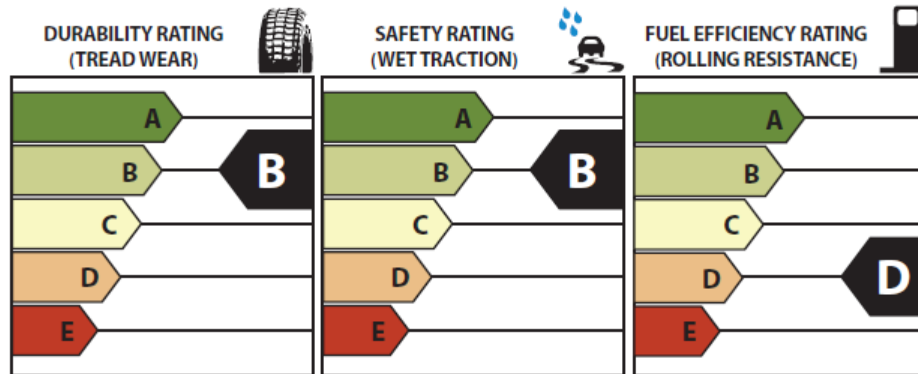 DURABILITY RATING
(TREAD WEAR)
A
B
C
D
E
B
SAFETY RATING
(WET TRACTION)
A
B
C
D
E
B
FUEL EFFICIENCY RATING
(ROLLING RESISTANCE)
A
B
C
D
E
D